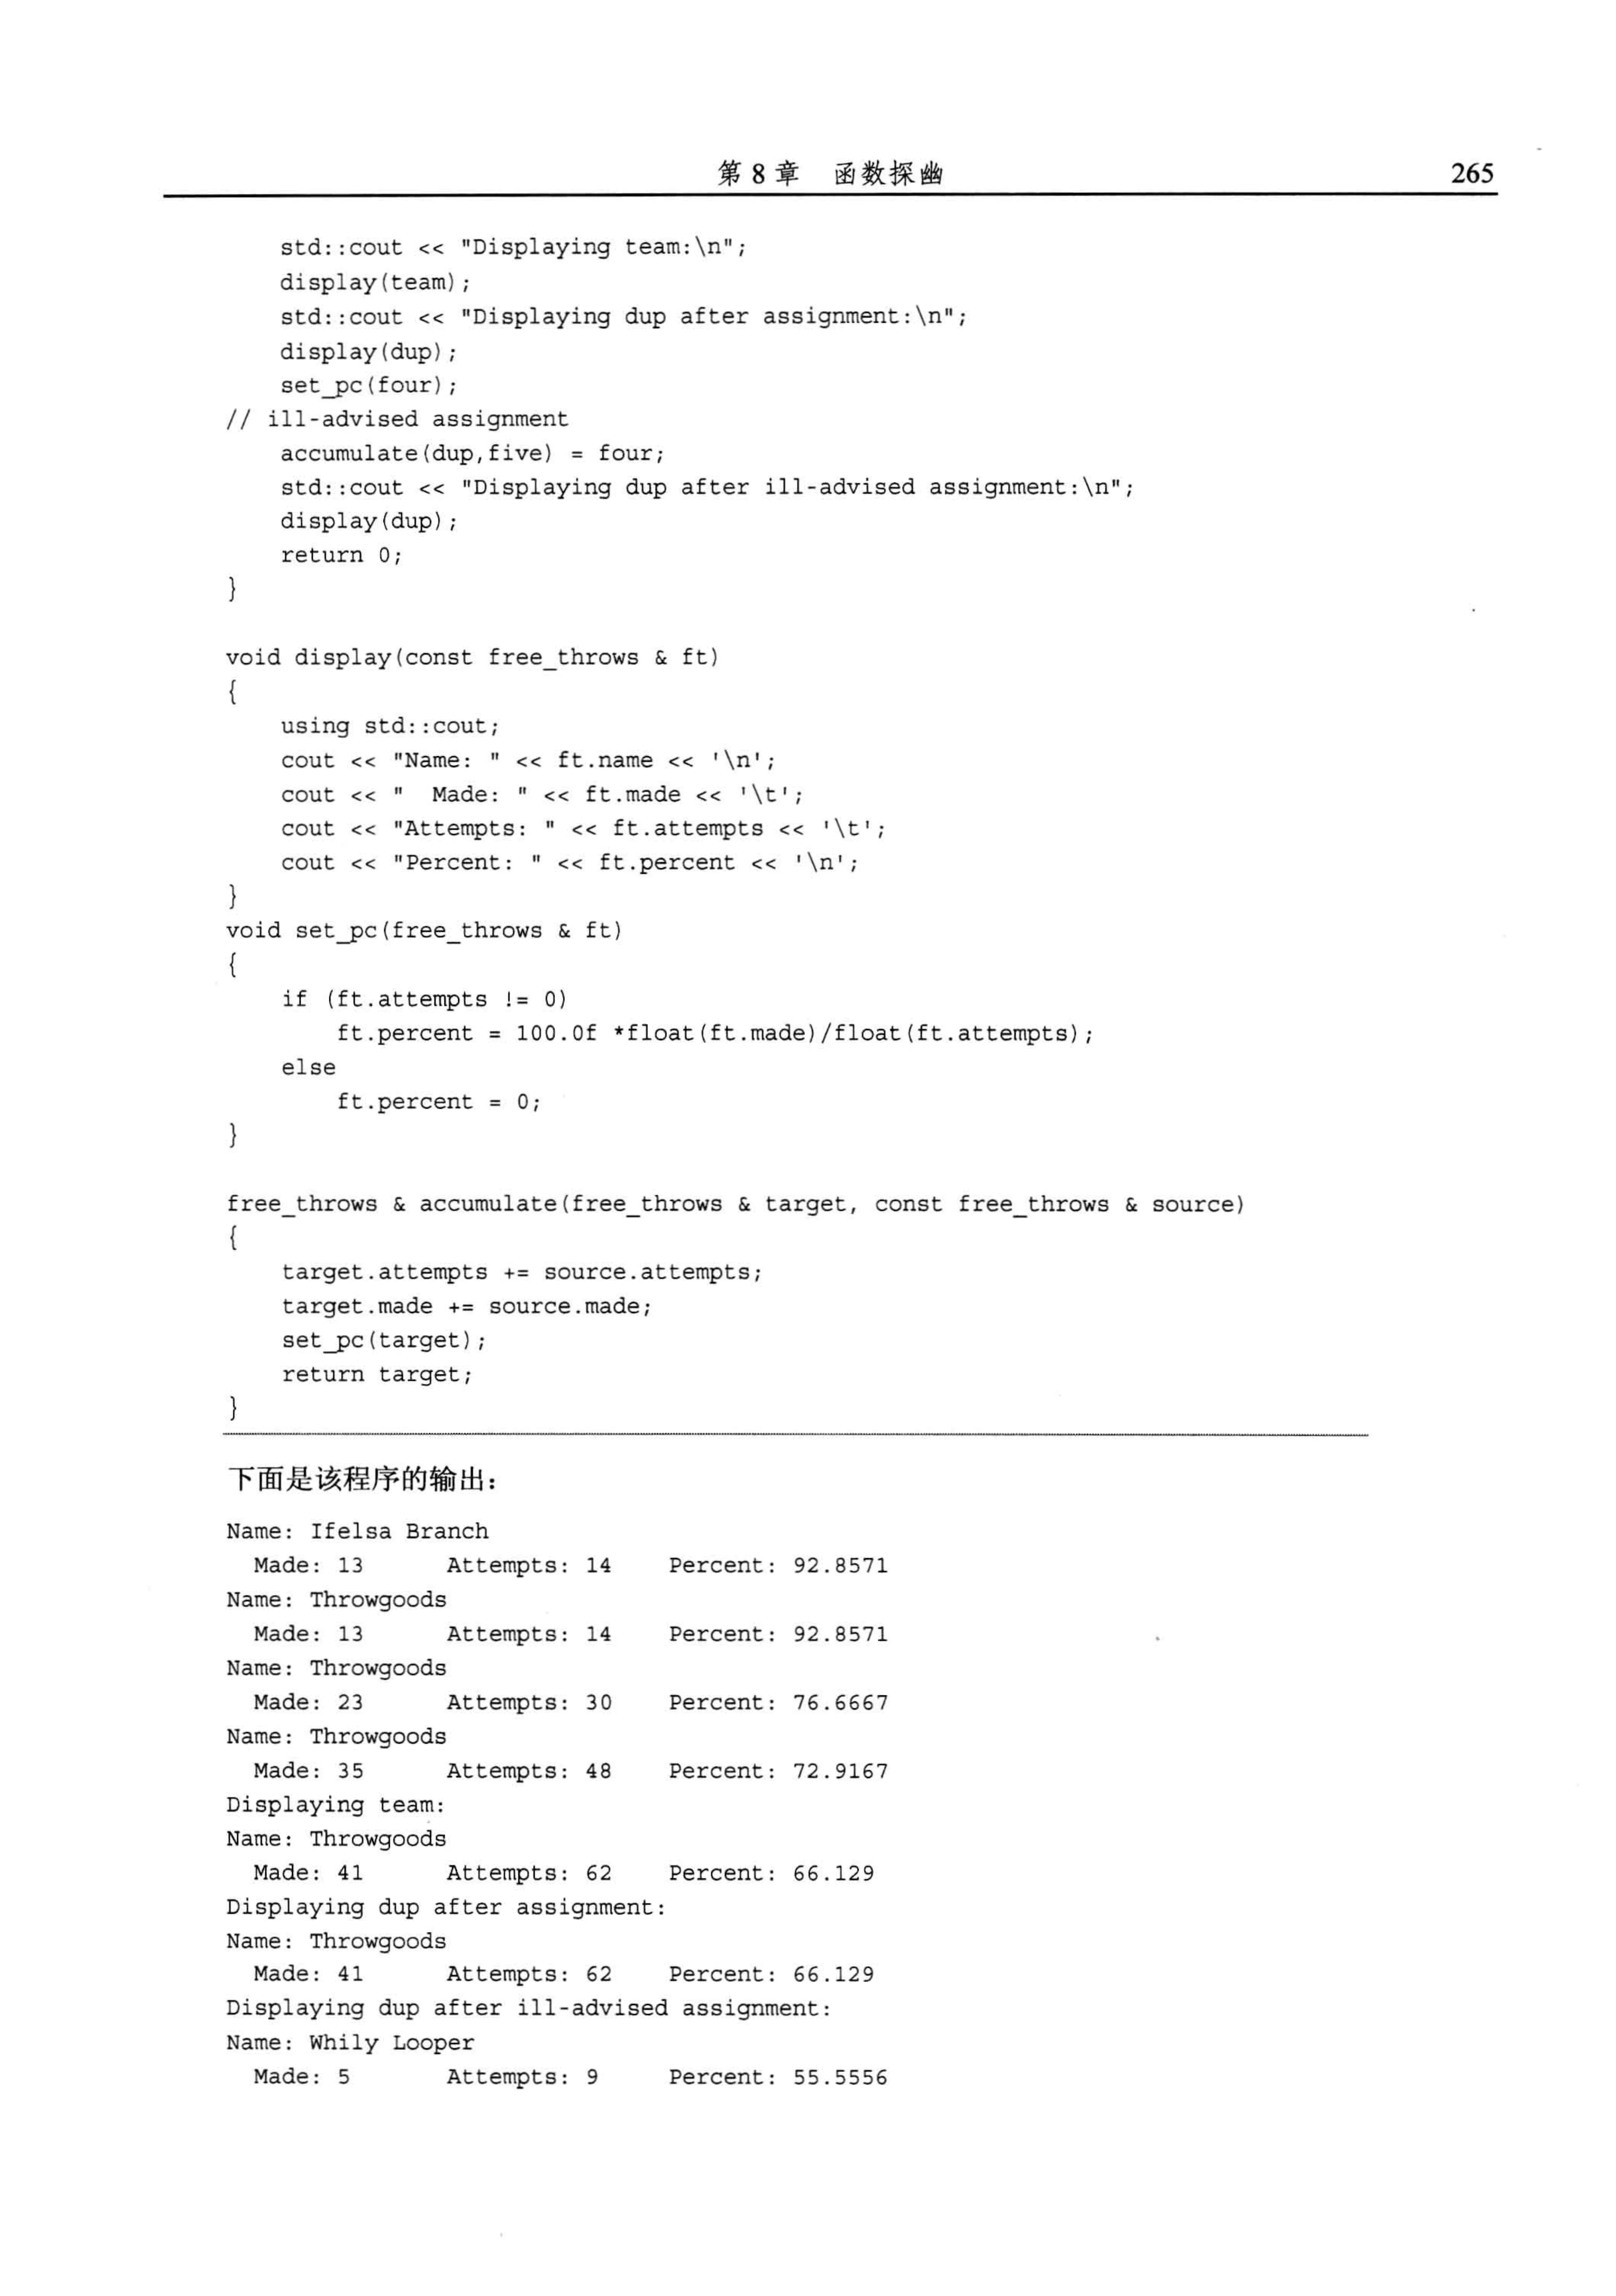 第 8 章 函数探幽 265
    std::cout << "Displaying team:\n";
    display(team);
    std::cout << "Displaying dup after assignment:\n";
    display(dup);
    set_pc(four);
// ill-advised assignment
    accumulate(dup,five) = four;
    std::cout << "Displaying dup after ill-advised assignment:\n";
    display(dup);
    return 0;
}
void display(const free_throws & ft)
{
    using std::cout;
    cout << "Name: " << ft.name << '\n';
    cout << "  Made: " << ft.made << '\t';
    cout << "Attempts: " << ft.attempts << '\t';
    cout << "Percent: " << ft.percent << '\n';
}
void set_pc(free_throws & ft)
{
    if (ft.attempts != 0)
        ft.percent = 100.0f *float(ft.made)/float(ft.attempts);
    else
        ft.percent = 0;
}
free_throws & accumulate(free_throws & target, const free_throws & source)
{
    target.attempts += source.attempts;
    target.made += source.made;
    set_pc(target);
    return target;
}
下面是该程序的输出：
Name: Ifelsa Branch
  Made: 13      Attempts: 14    Percent: 92.8571
Name: Throwgoods
  Made: 13      Attempts: 14    Percent: 92.8571
Name: Throwgoods
  Made: 23      Attempts: 30    Percent: 76.6667
Name: Throwgoods
  Made: 35      Attempts: 48    Percent: 72.9167
Displaying team:
Name: Throwgoods
  Made: 41      Attempts: 62    Percent: 66.129
Displaying dup after assignment:
Name: Throwgoods
  Made: 41      Attempts: 62    Percent: 66.129
Displaying dup after ill-advised assignment:
Name: Whily Looper
  Made: 5       Attempts: 9     Percent: 55.5556